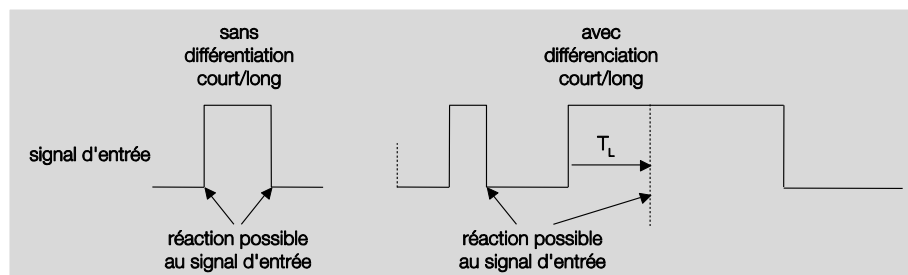 sans
différentiation
court/long
avec
différenciation
court/long
signal d'entrée
TL
réaction possible
au signal d'entrée
réaction possible
au signal d'entrée